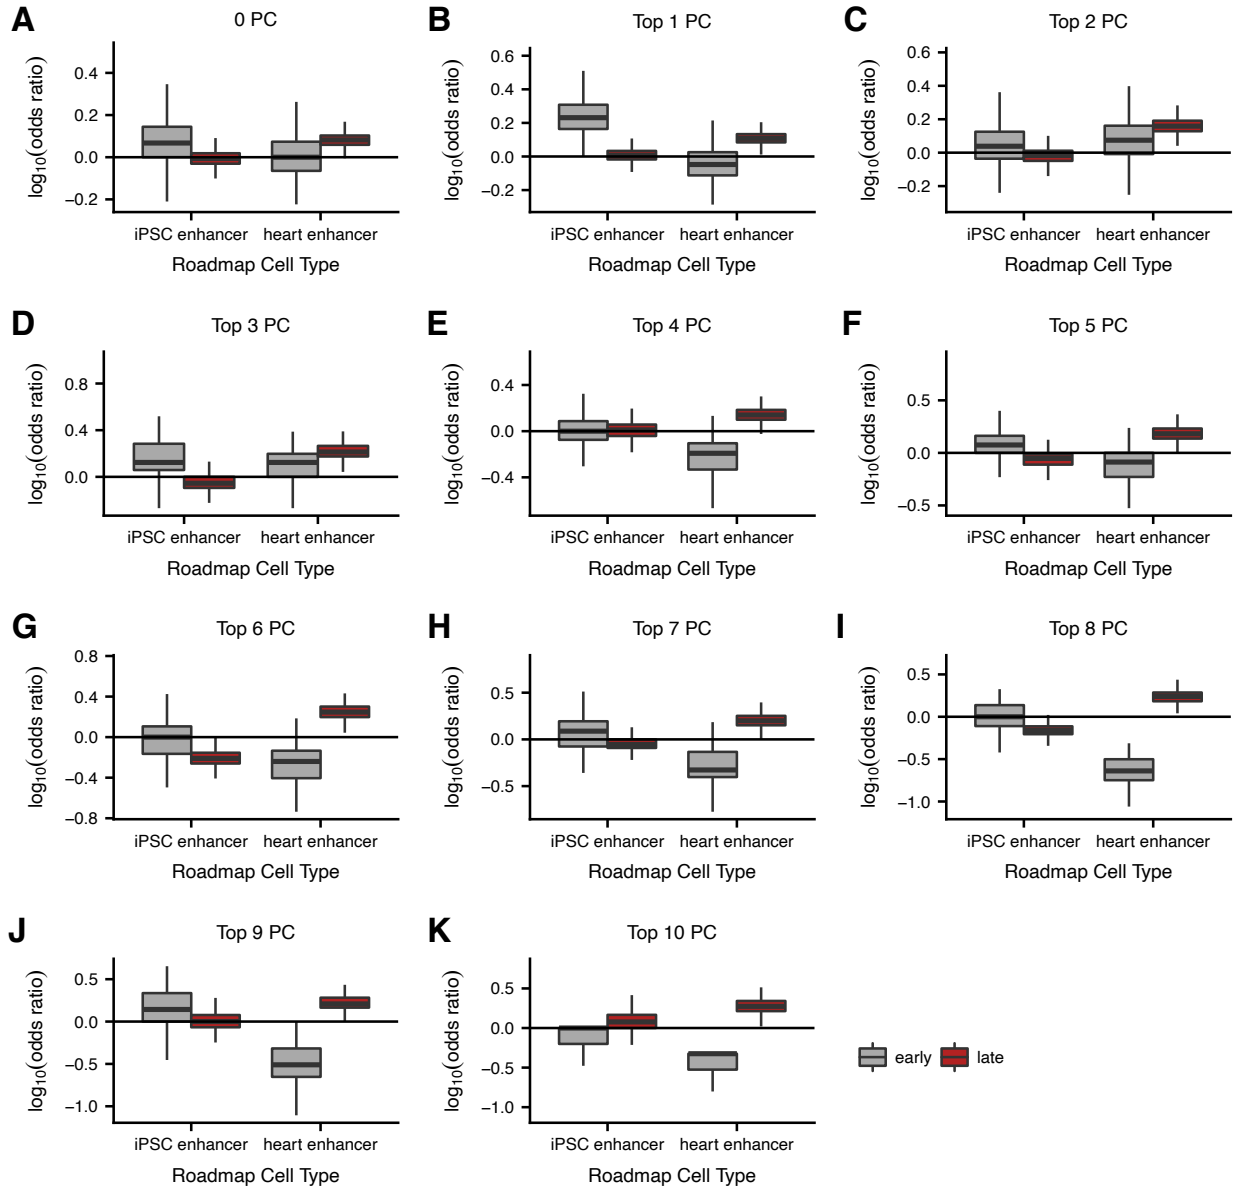 A
0 PC
log10(odds ratio)
0.4
0.2
0.0
−0.2
iPSC enhancer heart enhancer
Roadmap Cell Type
B
Top 1 PC
log10(odds ratio)
0.6
0.4
0.2
0.0
−0.2
iPSC enhancer heart enhancer
Roadmap Cell Type
C
Top 2 PC
log10(odds ratio)
0.6
0.4
0.2
0.0
−0.2
iPSC enhancer heart enhancer
Roadmap Cell Type
D
Top 3 PC
log10(odds ratio)
0.8
0.4
0.0
iPSC enhancer heart enhancer
Roadmap Cell Type
E
Top 4 PC
log10(odds ratio)
0.4
0.0
−0.4
iPSC enhancer heart enhancer
Roadmap Cell Type
F
Top 5 PC
log10(odds ratio)
0.5
0.0
−0.5
iPSC enhancer heart enhancer
Roadmap Cell Type
G
Top 6 PC
log10(odds ratio)
0.8
0.4
0.0
−0.4
−0.8
iPSC enhancer heart enhancer
Roadmap Cell Type
H
Top 7 PC
log10(odds ratio)
0.5
0.0
−0.5
iPSC enhancer heart enhancer
Roadmap Cell Type
I
Top 8 PC
log10(odds ratio)
0.5
0.0
−0.5
−1.0
iPSC enhancer heart enhancer
Roadmap Cell Type
J
Top 9 PC
log10(odds ratio)
0.5
0.0
−0.5
−1.0
iPSC enhancer heart enhancer
Roadmap Cell Type
K
Top 10 PC
log10(odds ratio)
0.5
0.0
−0.5
−1.0
iPSC enhancer heart enhancer
Roadmap Cell Type
early late